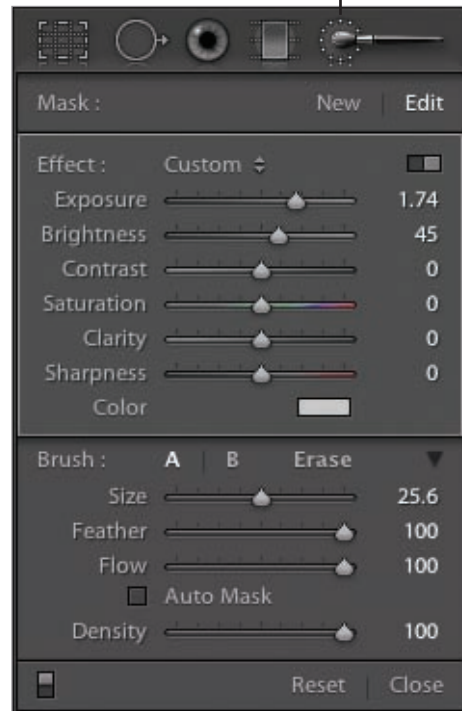 Mask : New Edit
Effect : Custom
Exposure 1.74
Brightness 45
Contrast 0
Saturation 0
Clarity 0
Sharpness 0
Color
Brush : A B Erase
Size 25.6
Feather 100
Flow 100
Auto Mask
Density 100
Reset Close